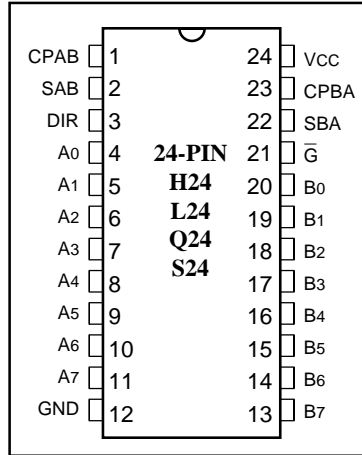 CPAB 1 24 VCC
SAB 2 23 CPBA
DIR 3 22 SBA
A0 4 24-PIN 21 G̅
A1 5 H24 20 B0
A2 6 L24 19 B1
A3 7 Q24 18 B2
A4 8 S24 17 B3
A5 9 16 B4
A6 10 15 B5
A7 11 14 B6
GND 12 13 B7